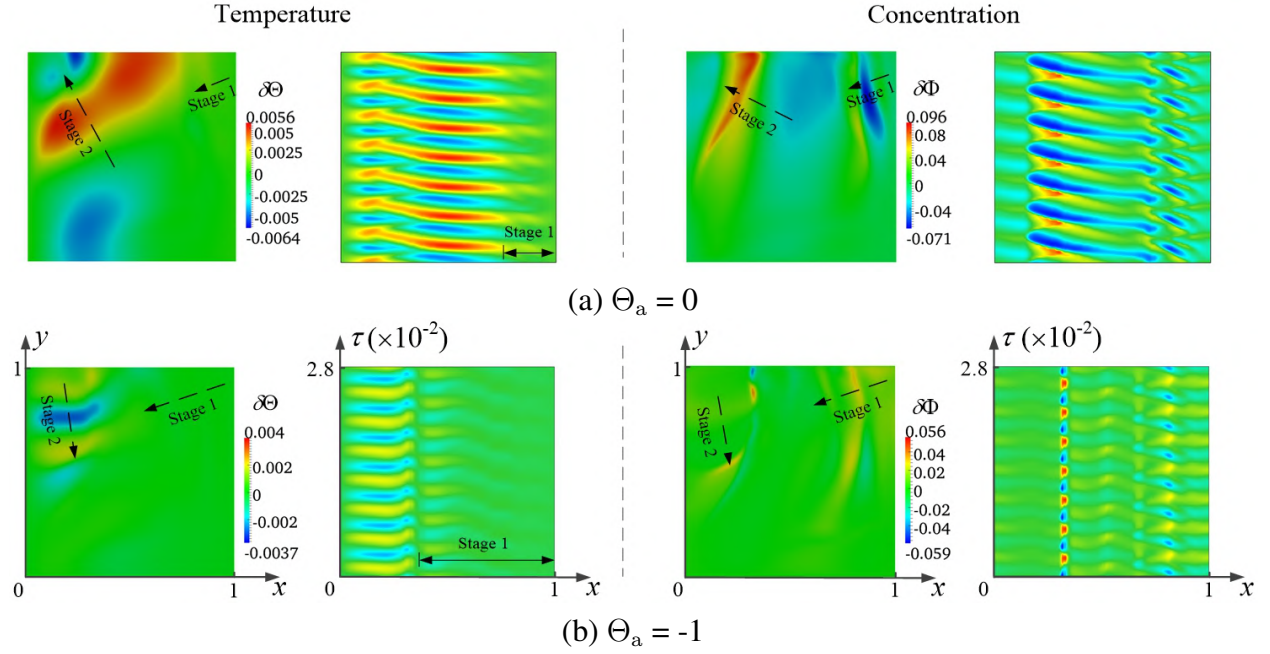 (a)
Temperature
Concentration
Stage 1
Stage 2
δΘ
0.0056
0.005
0.0025
0
-0.0025
-0.005
-0.0064
Stage 1
Stage 1
Stage 2
δΦ
0.096
0.08
0.04
0
-0.04
-0.071
(a) Θa = 0
y
1
Stage 1
Stage 2
δΘ
0.004
0.002
0
-0.002
-0.0037
0
1
x
τ (×10-2)
2.8
Stage 1
0
1
x
y
1
Stage 1
Stage 2
δΦ
0.056
0.04
0.02
0
-0.02
-0.04
-0.059
0
1
x
τ (×10-2)
2.8
0
1
x
(b) Θa = -1